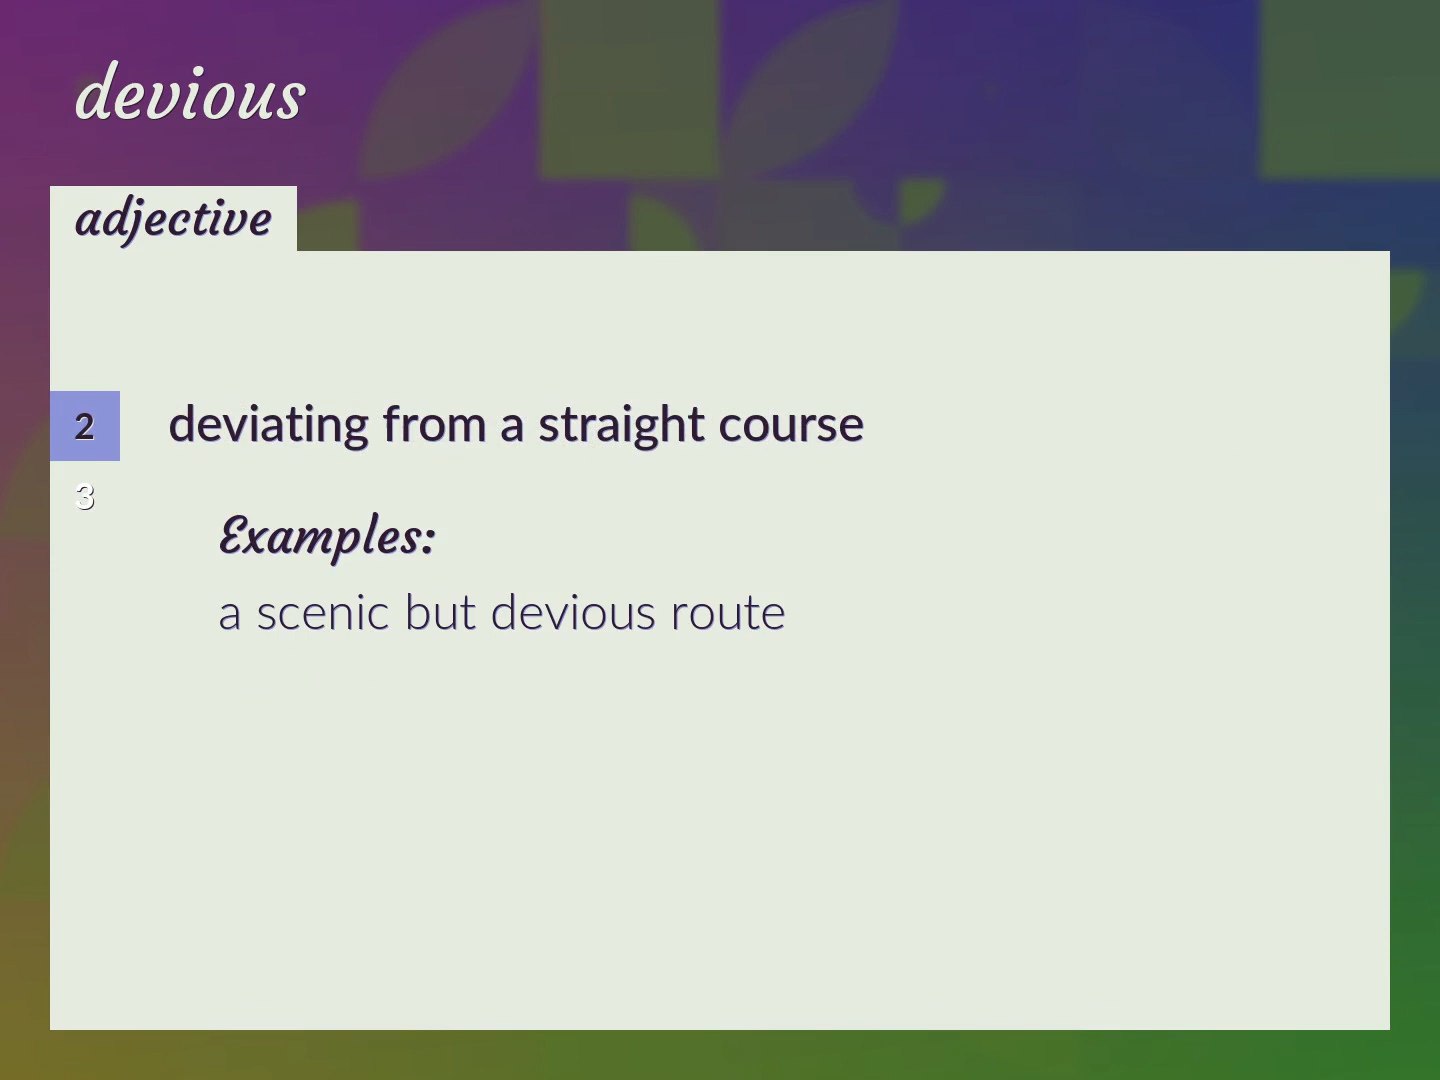 devious
adjective
2
deviating from a straight course
3
Examples:
a scenic but devious route